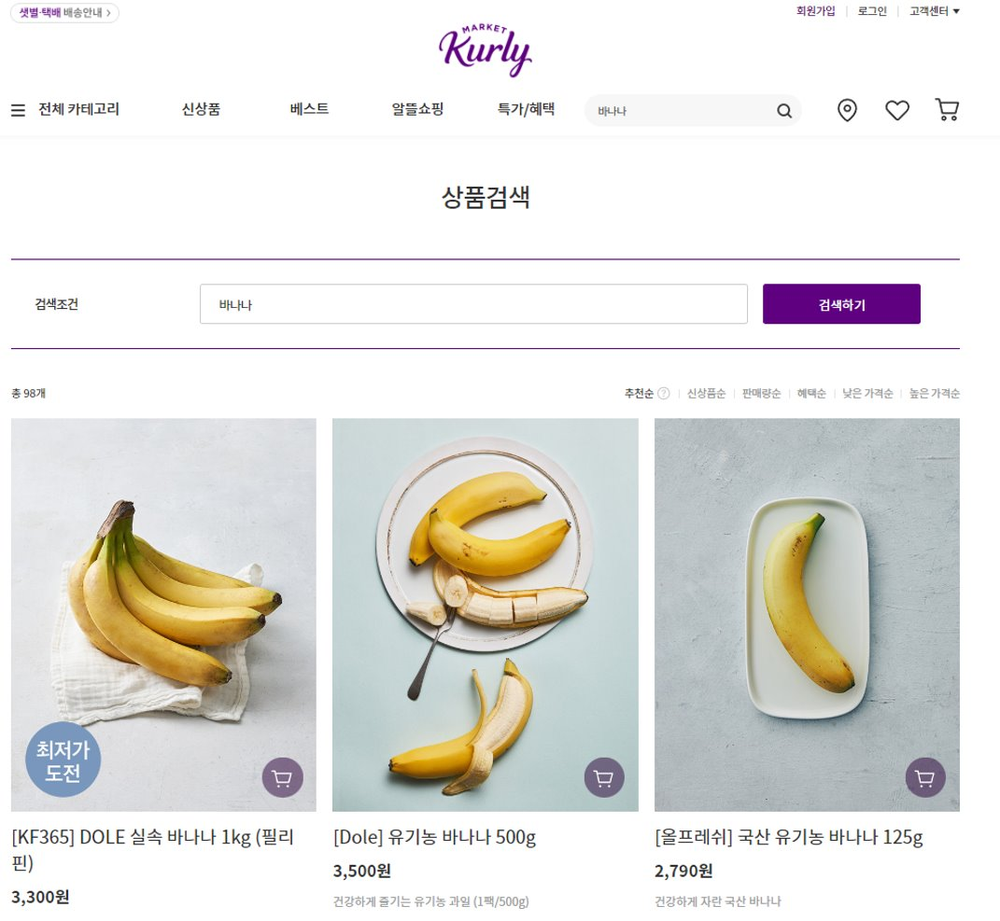 샛별·택배 배송안내 >
회원가입 로그인 고객센터 ▼
MARKET
Kurly
전체 카테고리 신상품 베스트 알뜰쇼핑 특가/혜택 바나나
상품검색
검색조건 바나나 검색하기
총 98개 추천순 ? 신상품순 판매량순 혜택순 낮은 가격순 높은 가격순
최저가
도전
[KF365] DOLE 실속 바나나 1kg (필리
핀)
3,300원
[Dole] 유기농 바나나 500g
3,500원
건강하게 즐기는 유기농 과일 (1팩/500g)
[올프레쉬] 국산 유기농 바나나 125g
2,790원
건강하게 자란 국산 바나나